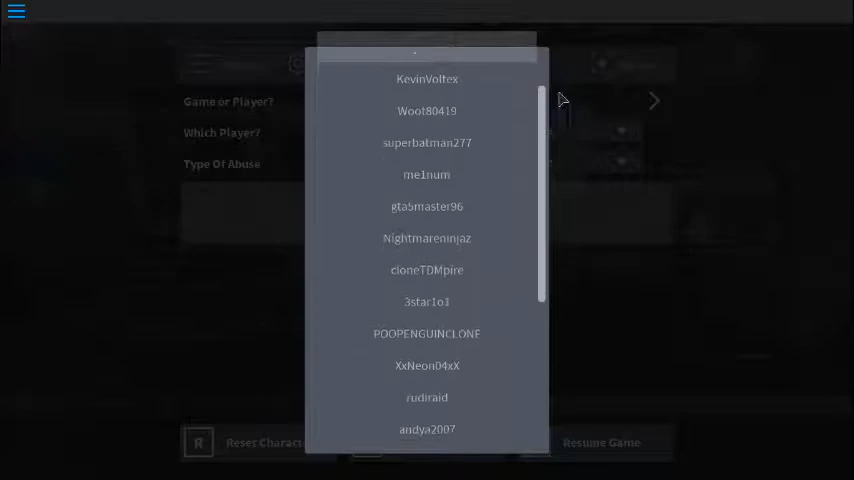 Game or Player?
Which Player?
Type Of Abuse
KevinVoltex
Woot80419
superbatman277
me1num
gta5master96
Nightmareninjaz
cloneTDMpire
3star1o1
POOPENGUINCLONE
XxNeon04xX
rudiraid
andya2007
R Reset Charact
Resume Game